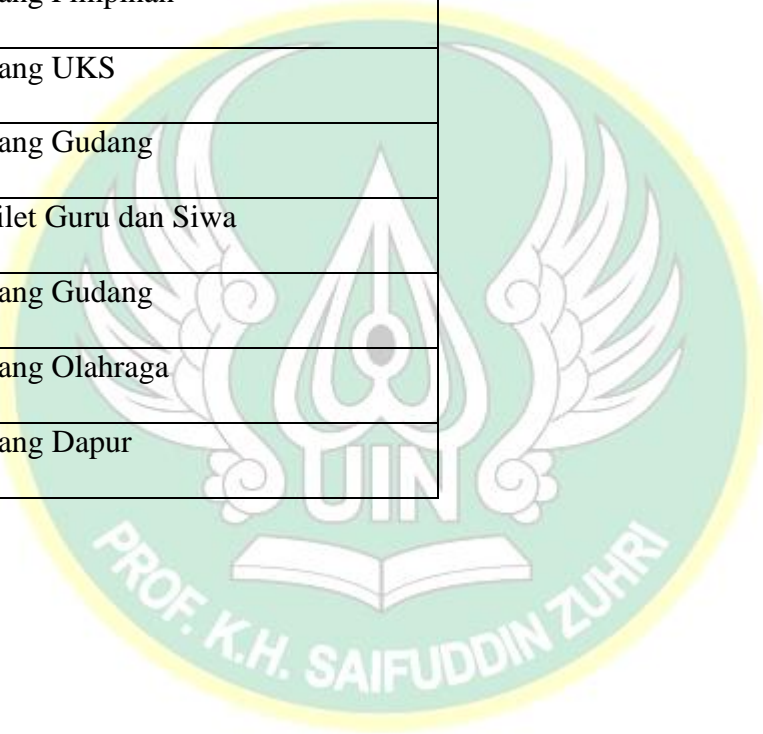 ang Pimpinan
ang UKS
ang Gudang
ilet Guru dan Siwa
ang Gudang
ang Olahraga
ang Dapur
UIN
PROF. K.H. SAIFUDDIN ZUHRI